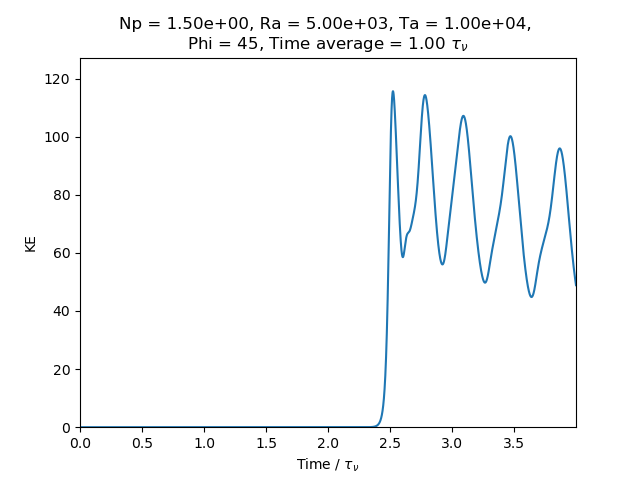 Np = 1.50e+00, Ra = 5.00e+03, Ta = 1.00e+04,
Phi = 45, Time average = 1.00 τν
120
100
80
60
40
20
0
KE
0.0 0.5 1.0 1.5 2.0 2.5 3.0 3.5
Time / τν